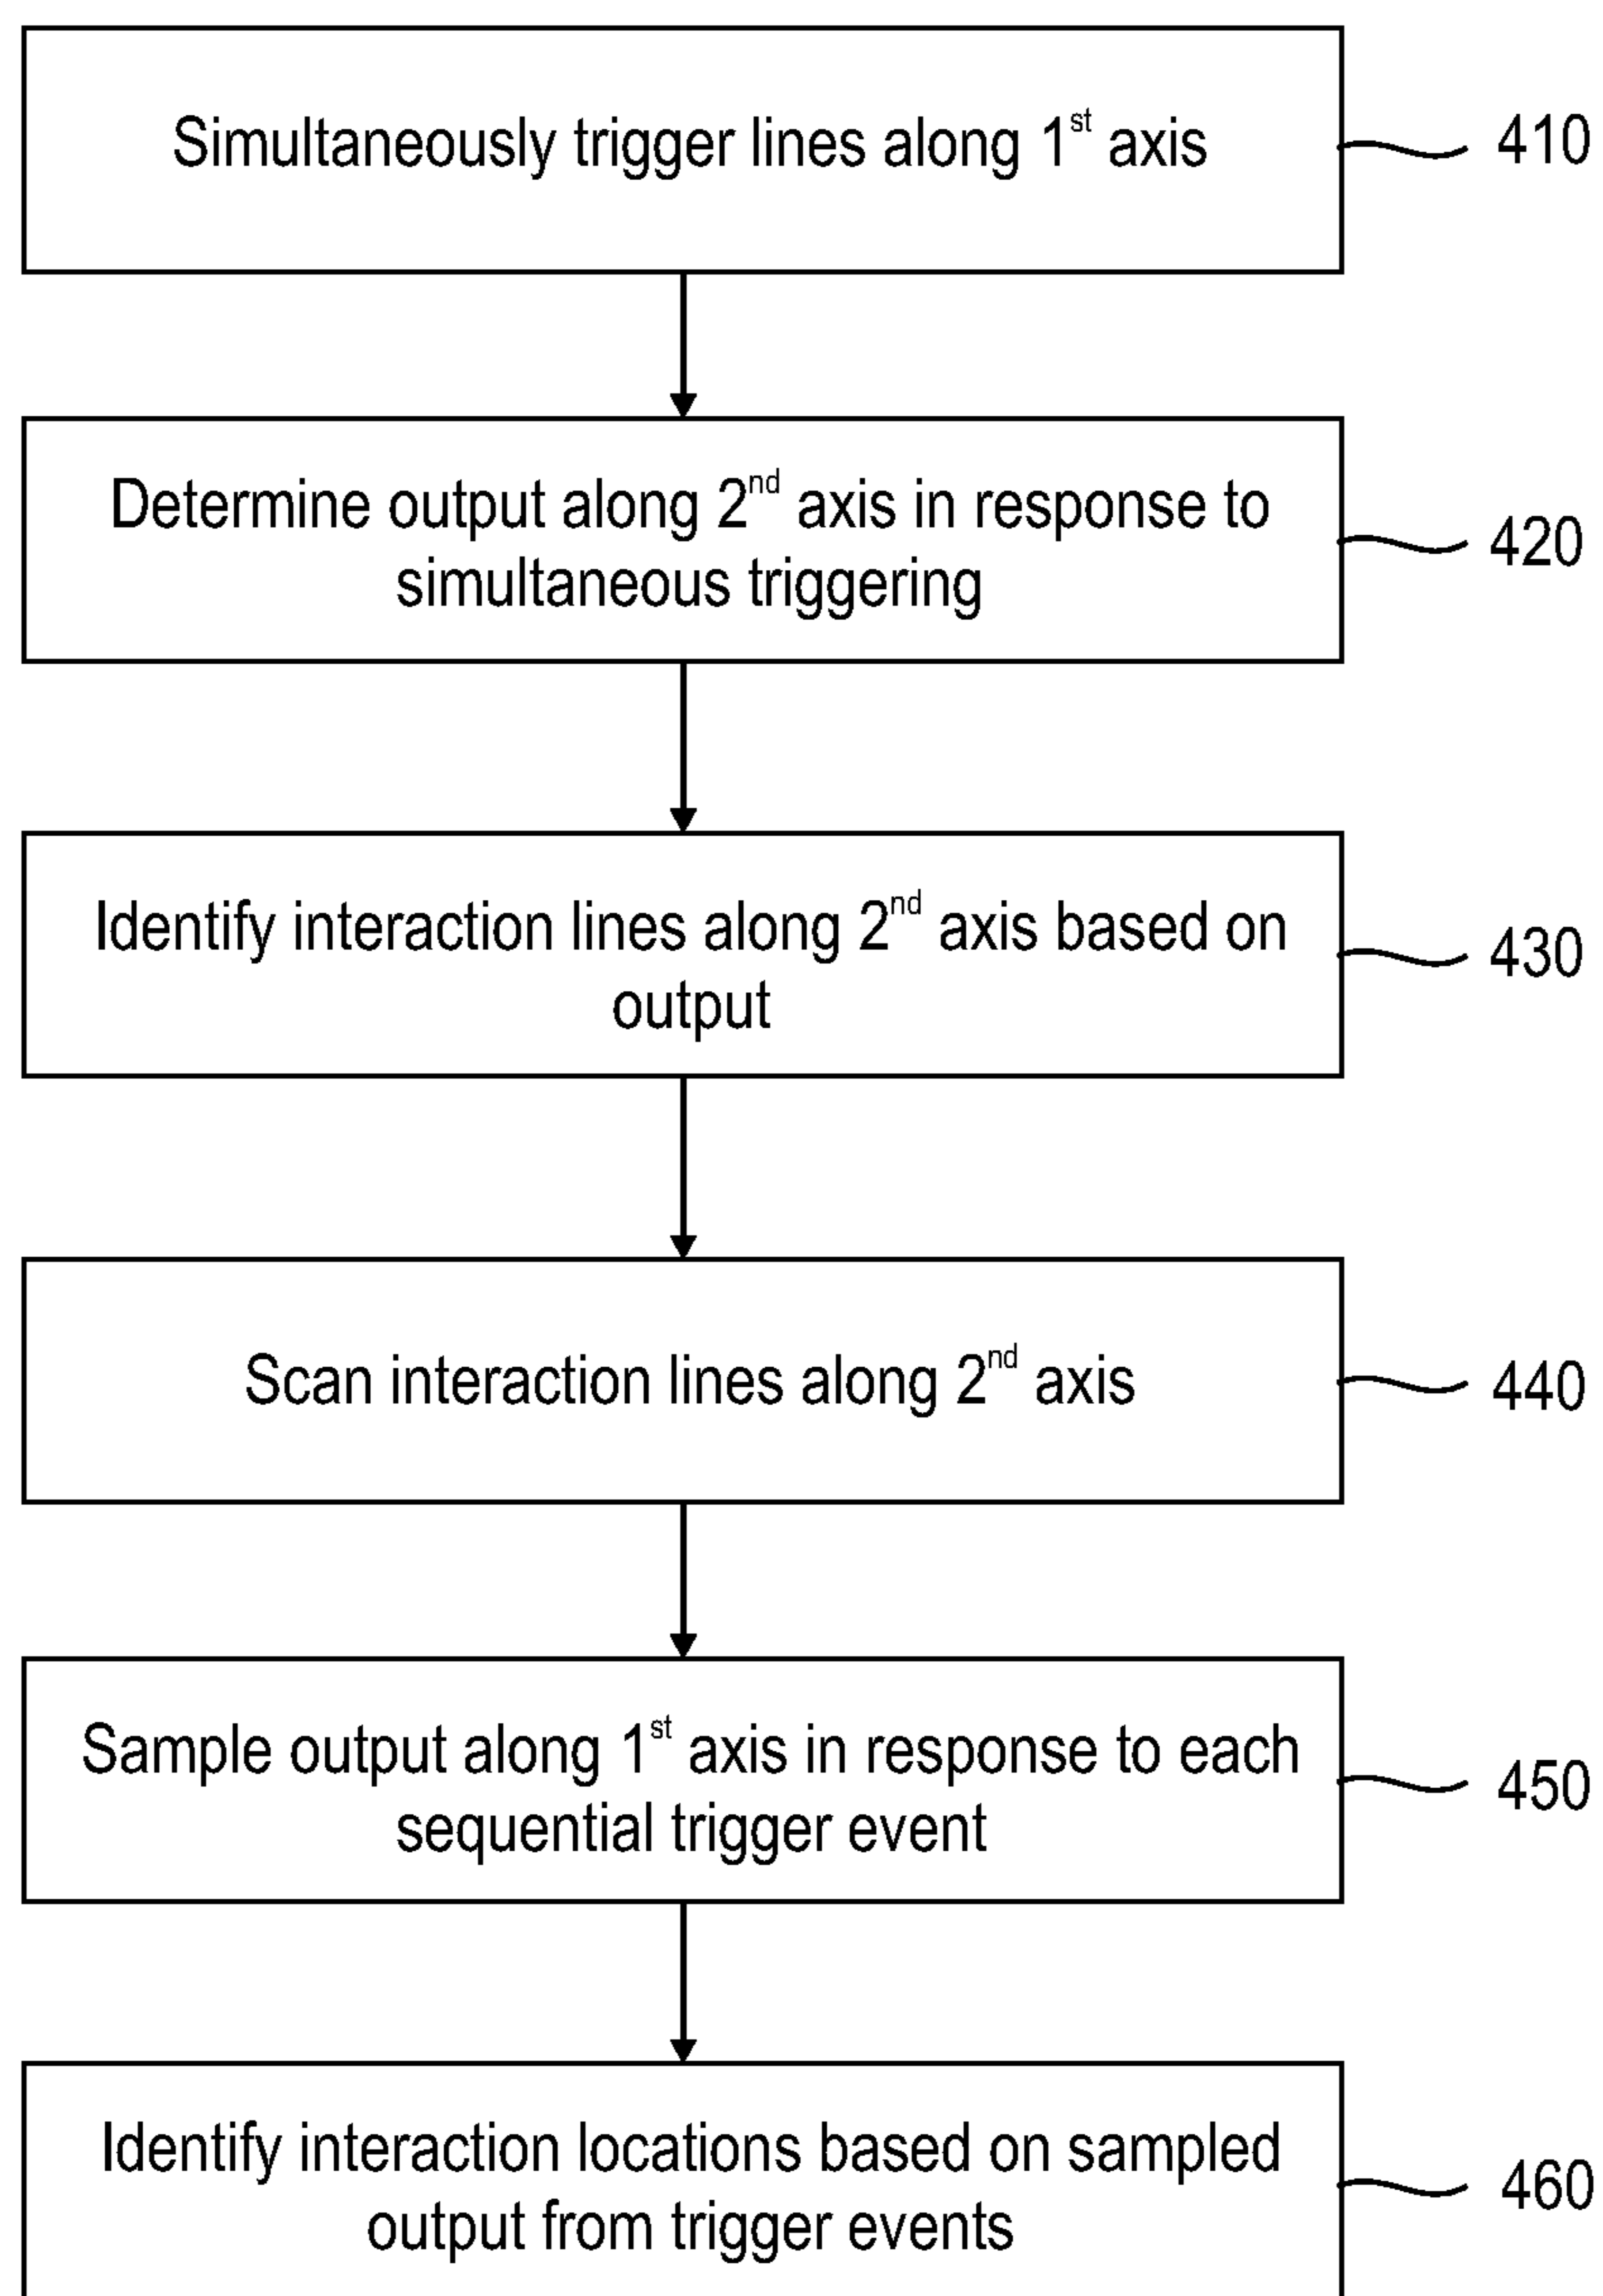 Simultaneously trigger lines along 1st axis
410
Determine output along 2nd axis in response to
simultaneous triggering
420
Identify interaction lines along 2nd axis based on
output
430
Scan interaction lines along 2nd axis
440
Sample output along 1st axis in response to each
sequential trigger event
450
Identify interaction locations based on sampled
output from trigger events
460